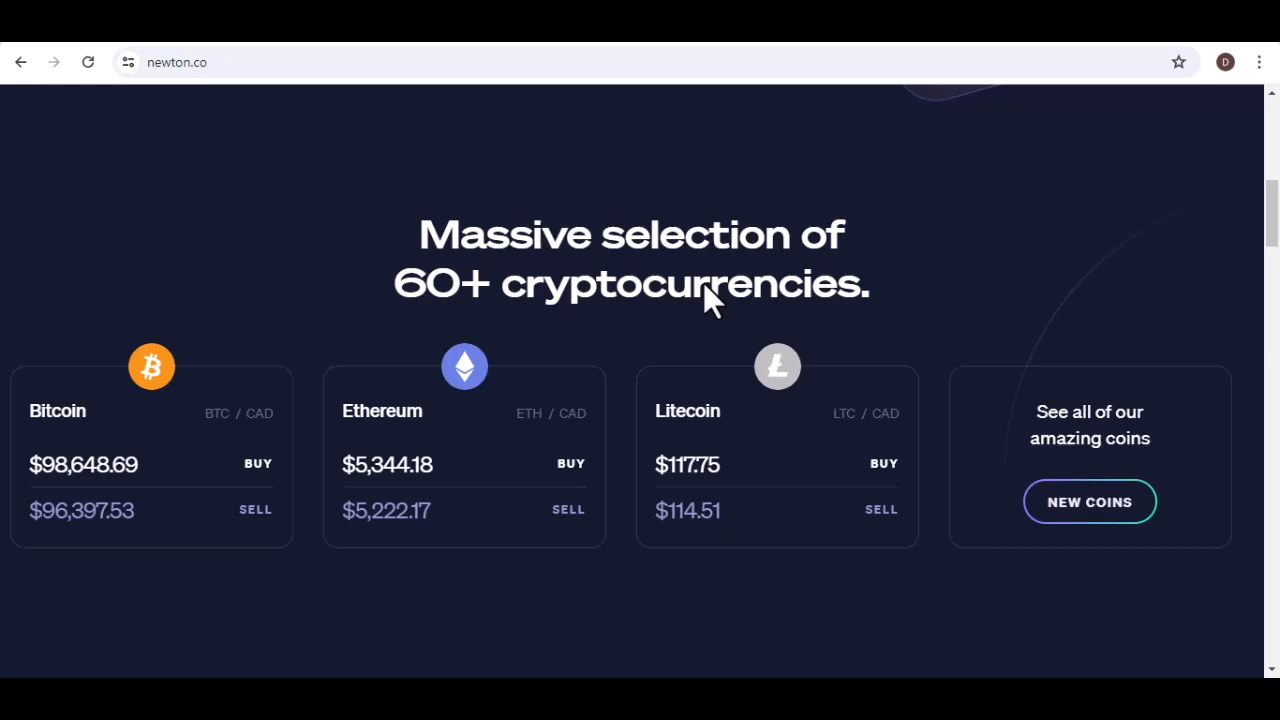 newton.co
D
Massive selection of
60+ cryptocurrencies.
Bitcoin BTC / CAD
$98,648.69 BUY
$96,397.53 SELL
Ethereum ETH / CAD
$5,344.18 BUY
$5,222.17 SELL
Litecoin LTC / CAD
$117.75 BUY
$114.51 SELL
See all of our
amazing coins
NEW COINS